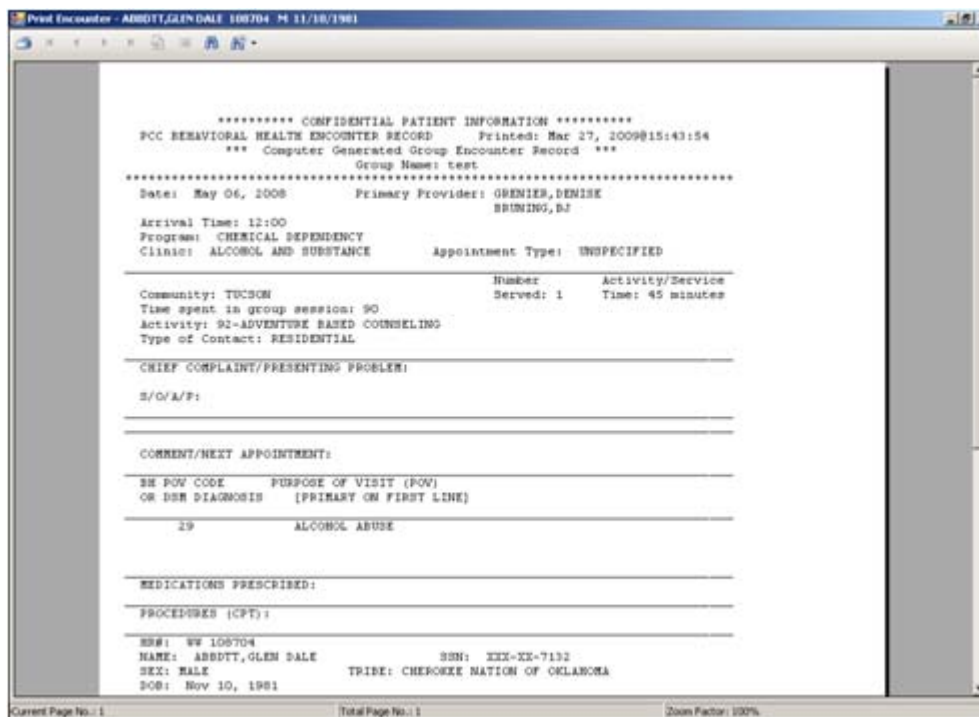 Print Encounter - ABBDTT,GLEN DALE 108704 M 11/10/1981
********** CONFIDENTIAL PATIENT INFORMATION **********
PCC BEHAVIORAL HEALTH ENCOUNTER RECORD Printed: Mar 27, 2009@15:43:54
*** Computer Generated Group Encounter Record ***
Group Name: test
Date: May 06, 2008 Primary Provider: GRENIER,DENISE
BRUNING,BJ
Arrival Time: 12:00
Program: CHEMICAL DEPENDENCY
Clinic: ALCOHOL AND SUBSTANCE Appointment Type: UNSPECIFIED
Number Activity/Service
Community: TUCSON Served: 1 Time: 45 minutes
Time spent in group session: 90
Activity: 92-ADVENTURE BASED COUNSELING
Type of Contact: RESIDENTIAL
CHIEF COMPLAINT/PRESENTING PROBLEM:
S/O/A/P:
COMMENT/NEXT APPOINTMENT:
BH POV CODE PURPOSE OF VISIT (POV)
OR DSM DIAGNOSIS [PRIMARY ON FIRST LINE]
29 ALCOHOL ABUSE
MEDICATIONS PRESCRIBED:
PROCEDURES (CPT):
HR#: WW 108704
NAME: ABBDTT,GLEN DALE SSN: XXX-XX-7132
SEX: MALE TRIBE: CHEROKEE NATION OF OKLAHOMA
DOB: Nov 10, 1981
Current Page No.: 1 Total Page No.: 1 Zoom Factor: 100%